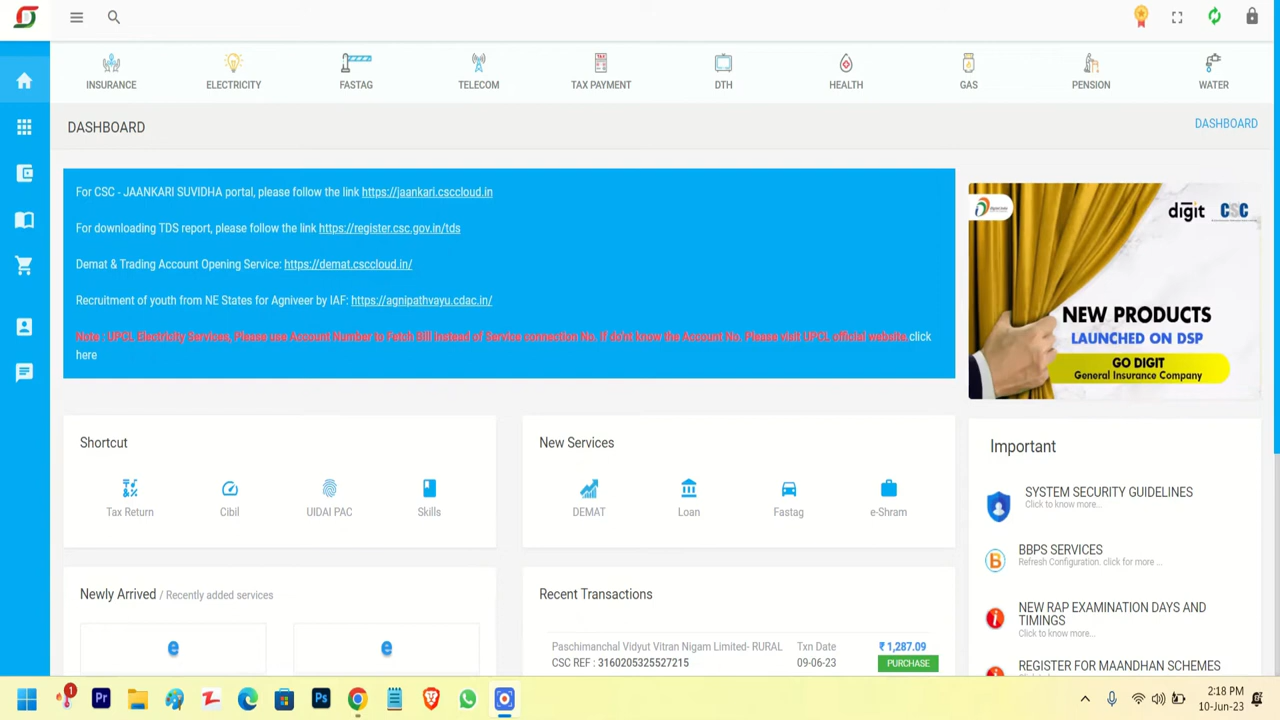 INSURANCE
ELECTRICITY
FASTAG
TELECOM
TAX PAYMENT
DTH
HEALTH
GAS
PENSION
WATER
DASHBOARD
DASHBOARD
For CSC - JAANKARI SUVIDHA portal, please follow the link https://jaankari.csccloud.in
For downloading TDS report, please follow the link https://register.csc.gov.in/tds
Demat & Trading Account Opening Service: https://demat.csccloud.in/
Recruitment of youth from NE States for Agniveer by IAF: https://agnipathvayu.cdac.in/
Note : UPCL Electricity Services, Please use Account Number to Fetch Bill instead of Service connection No. If do'nt know the Account No. Please visit UPCL official website click
here
digit
CSC
NEW PRODUCTS
LAUNCHED ON DSP
GO DIGIT
General Insurance Company
Shortcut
Tax Return
Cibil
UIDAI PAC
Skills
New Services
DEMAT
Loan
Fastag
e-Shram
Important
SYSTEM SECURITY GUIDELINES
Click to know more...
BBPS SERVICES
Refresh Configuration. click for more ...
NEW RAP EXAMINATION DAYS AND
TIMINGS
Click to know more...
REGISTER FOR MAANDHAN SCHEMES
Newly Arrived / Recently added services
Recent Transactions
Paschimanchal Vidyut Vitran Nigam Limited- RURAL
CSC REF : 3160205325527215
Txn Date
09-06-23
₹ 1,287.09
PURCHASE
1
Pr
Ps
2:18 PM
10-Jun-23